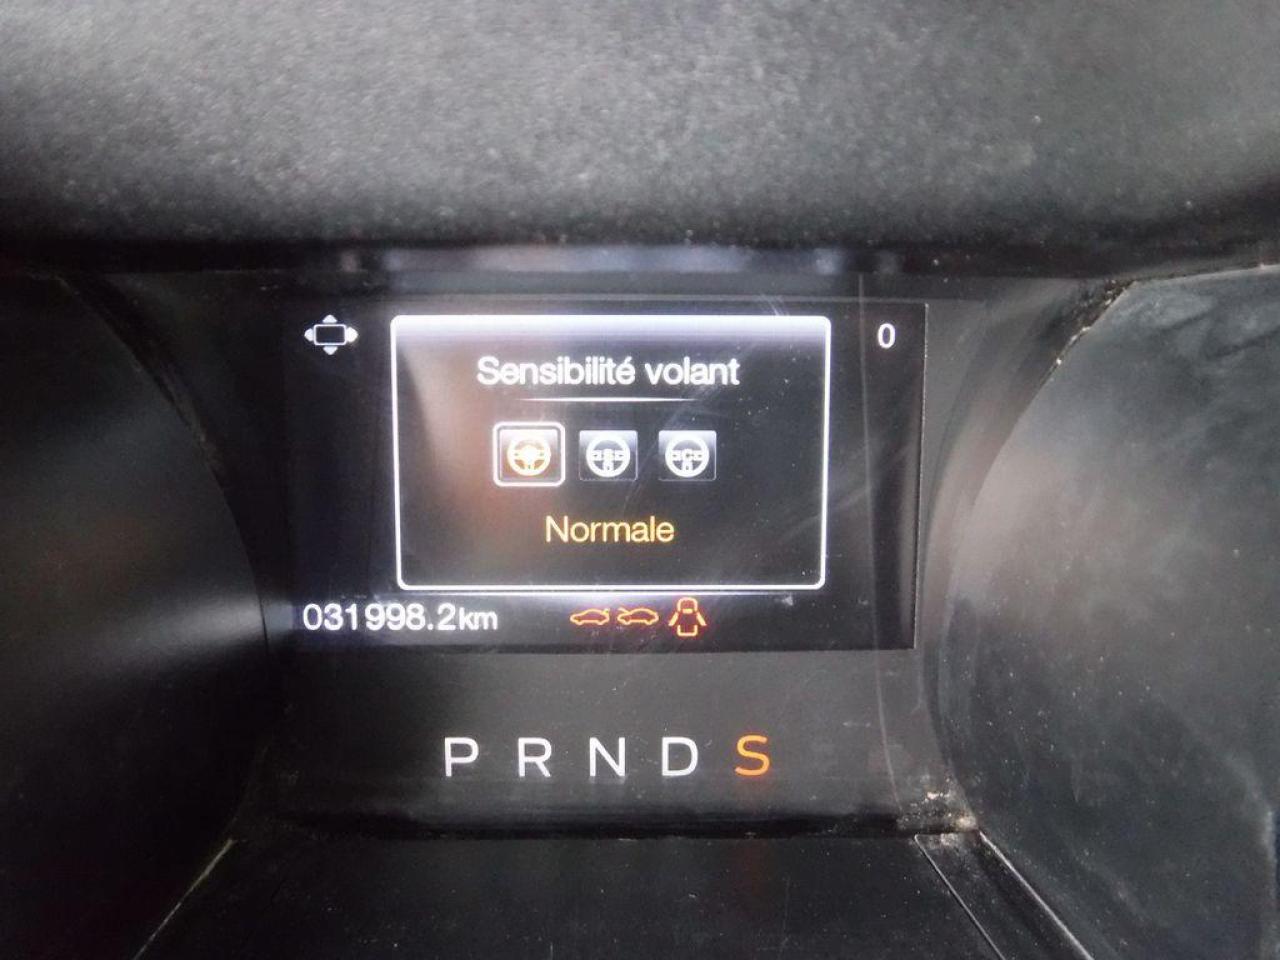 0
Sensibilité volant
S C
Normale
031998.2km
P R N D S